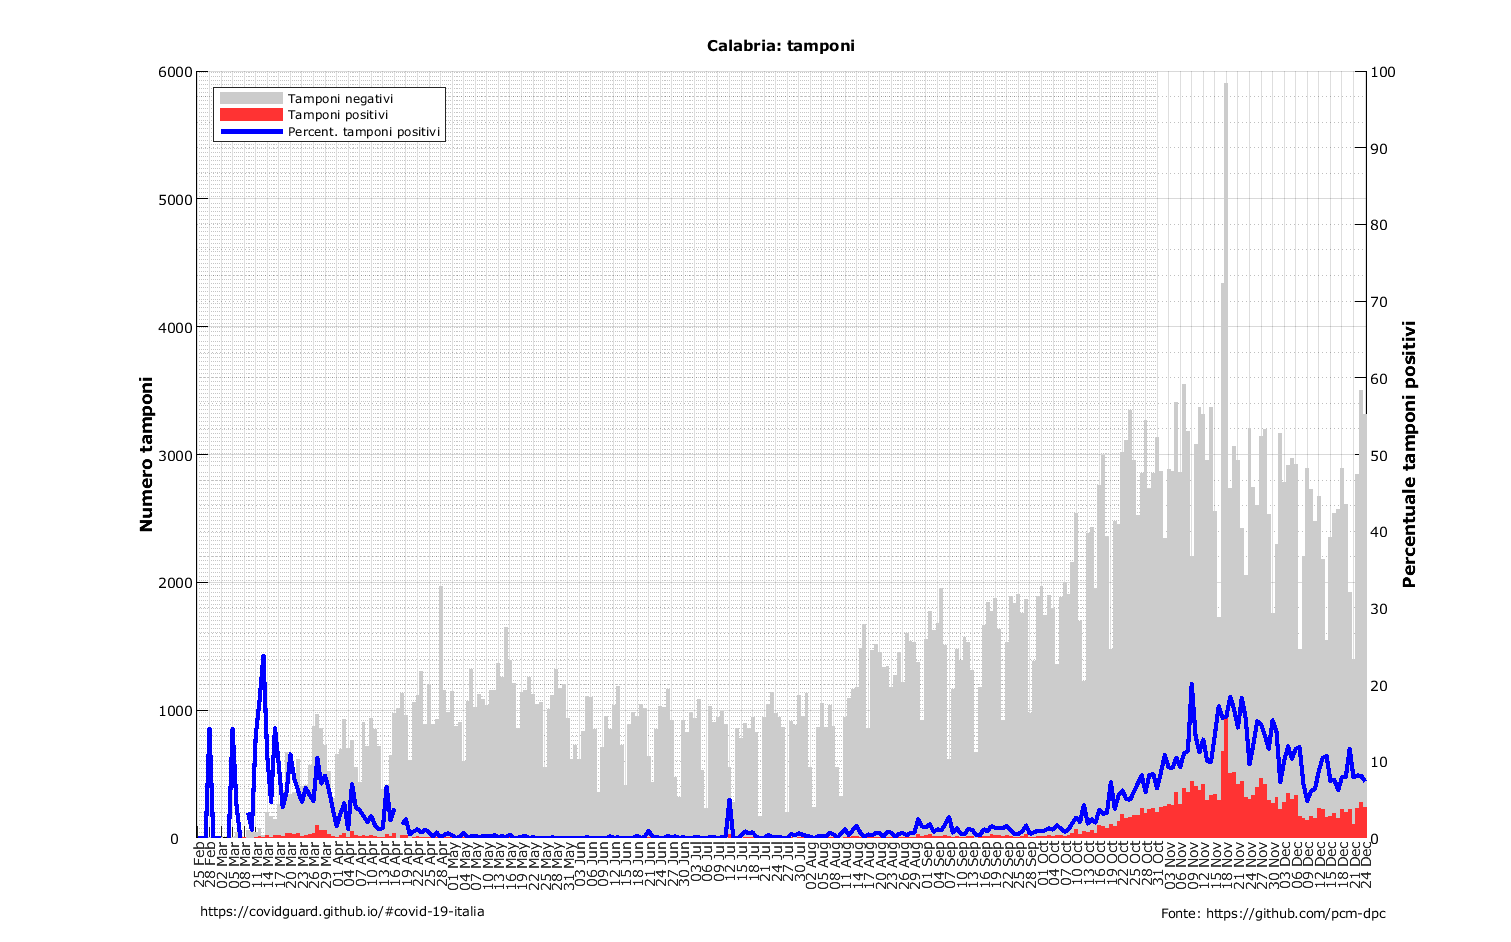 Calabria: tamponi
6000
5000
4000
3000
2000
1000
0
Numero tamponi
Tamponi negativi
Tamponi positivi
Percent. tamponi positivi
100
90
80
70
60
50
40
30
20
10
0
Percentuale tamponi positivi
25 Feb
28 Feb
02 Mar
05 Mar
08 Mar
11 Mar
14 Mar
17 Mar
20 Mar
23 Mar
26 Mar
29 Mar
01 Apr
04 Apr
07 Apr
10 Apr
13 Apr
16 Apr
19 Apr
22 Apr
25 Apr
28 Apr
01 May
04 May
07 May
10 May
13 May
16 May
19 May
22 May
25 May
28 May
31 May
03 Jun
06 Jun
09 Jun
12 Jun
15 Jun
18 Jun
21 Jun
24 Jun
27 Jun
30 Jun
03 Jul
06 Jul
09 Jul
12 Jul
15 Jul
18 Jul
21 Jul
24 Jul
27 Jul
30 Jul
02 Aug
05 Aug
08 Aug
11 Aug
14 Aug
17 Aug
20 Aug
23 Aug
26 Aug
29 Aug
01 Sep
04 Sep
07 Sep
10 Sep
13 Sep
16 Sep
19 Sep
22 Sep
25 Sep
28 Sep
01 Oct
04 Oct
07 Oct
10 Oct
13 Oct
16 Oct
19 Oct
22 Oct
25 Oct
28 Oct
31 Oct
03 Nov
06 Nov
09 Nov
12 Nov
15 Nov
18 Nov
21 Nov
24 Nov
27 Nov
30 Nov
03 Dec
06 Dec
09 Dec
12 Dec
15 Dec
18 Dec
21 Dec
24 Dec
https://covidguard.github.io/#covid-19-italia
Fonte: https://github.com/pcm-dpc